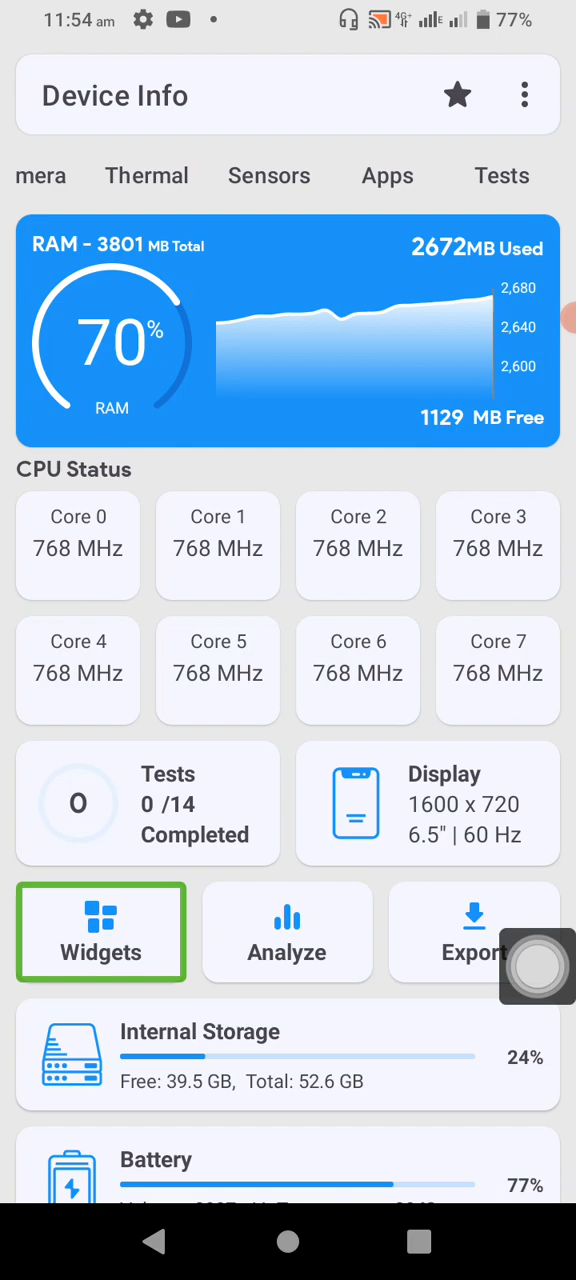 11:54 am 4G+ E 77%
Device Info
mera Thermal Sensors Apps Tests
RAM - 3801 MB Total
2672MB Used
2,680
2,640
2,600
70%
RAM
1129 MB Free
CPU Status
Core 0 Core 1 Core 2 Core 3
768 MHz 768 MHz 768 MHz 768 MHz
Core 4 Core 5 Core 6 Core 7
768 MHz 768 MHz 768 MHz 768 MHz
0
Tests
0 /14
Completed
Display
1600 x 720
6.5" | 60 Hz
Widgets Analyze Export
Internal Storage
24%
Free: 39.5 GB, Total: 52.6 GB
Battery
77%